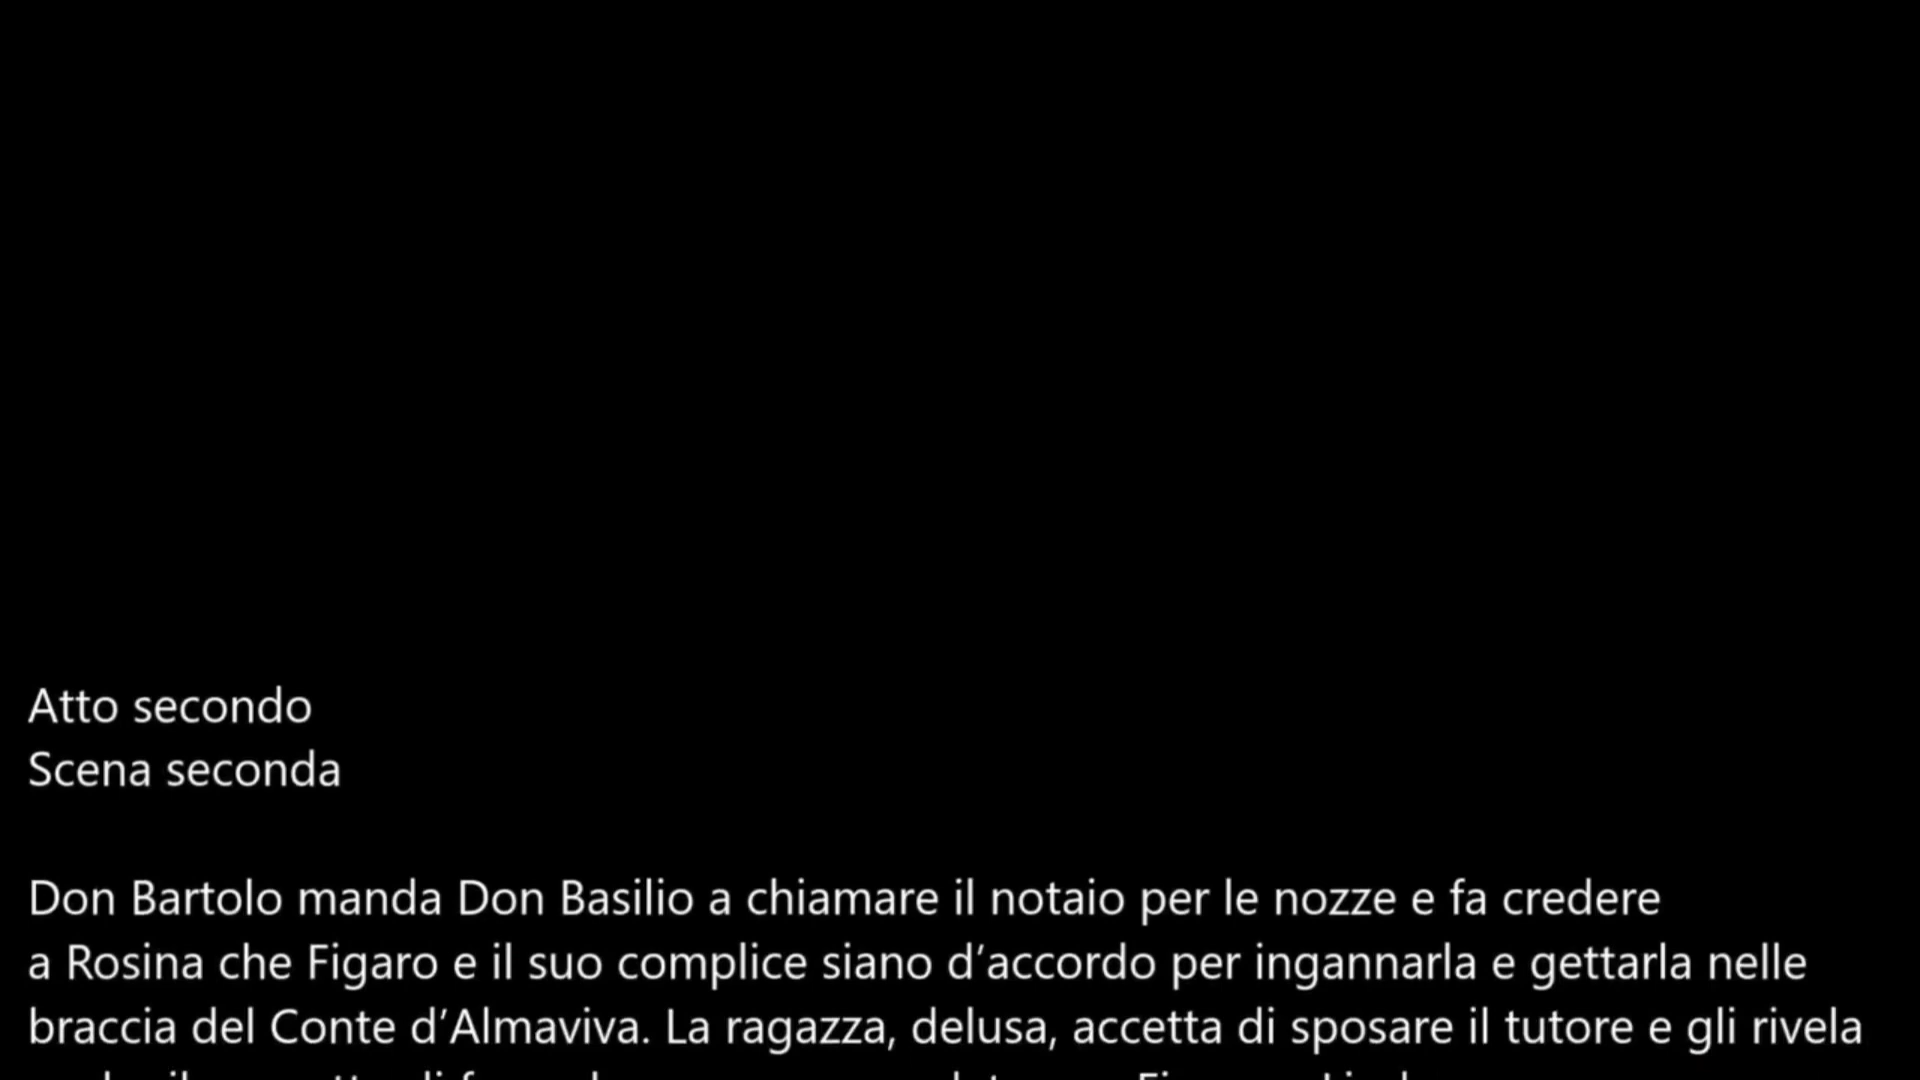 Atto secondo
Scena seconda
Don Bartolo manda Don Basilio a chiamare il notaio per le nozze e fa credere
a Rosina che Figaro e il suo complice siano d’accordo per ingannarla e gettarla nelle
braccia del Conte d’Almaviva. La ragazza, delusa, accetta di sposare il tutore e gli rivela